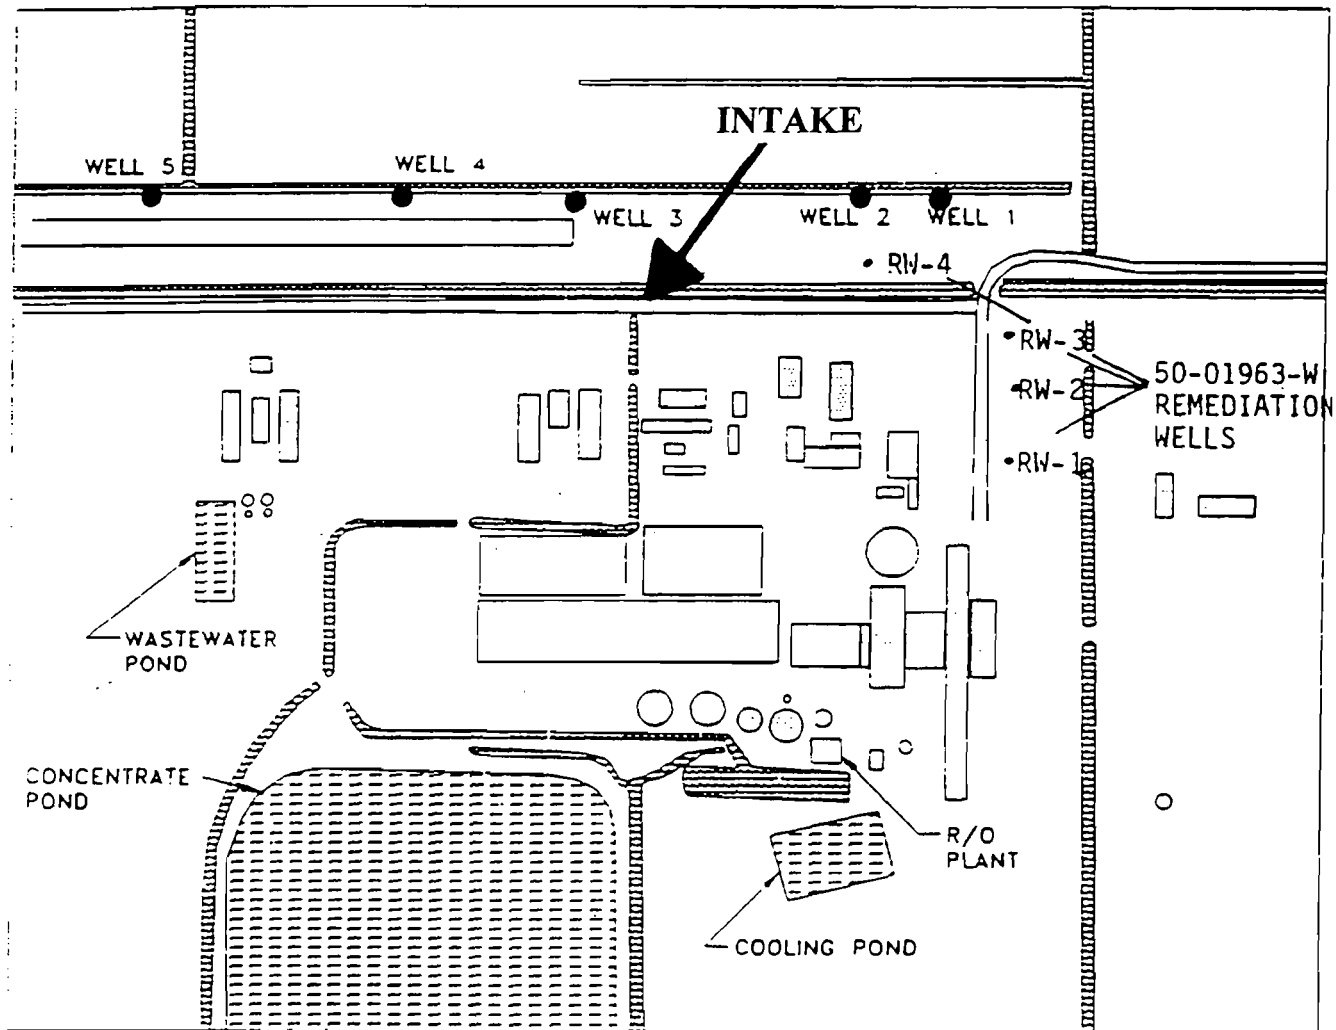 INTAKE
WELL 5
WELL 4
WELL 3
WELL 2
WELL 1
RW-4
RW-3
RW-2
RW-1
50-01963-W
REMEDIATION
WELLS
WASTEWATER
POND
CONCENTRATE
POND
R/O
PLANT
COOLING POND